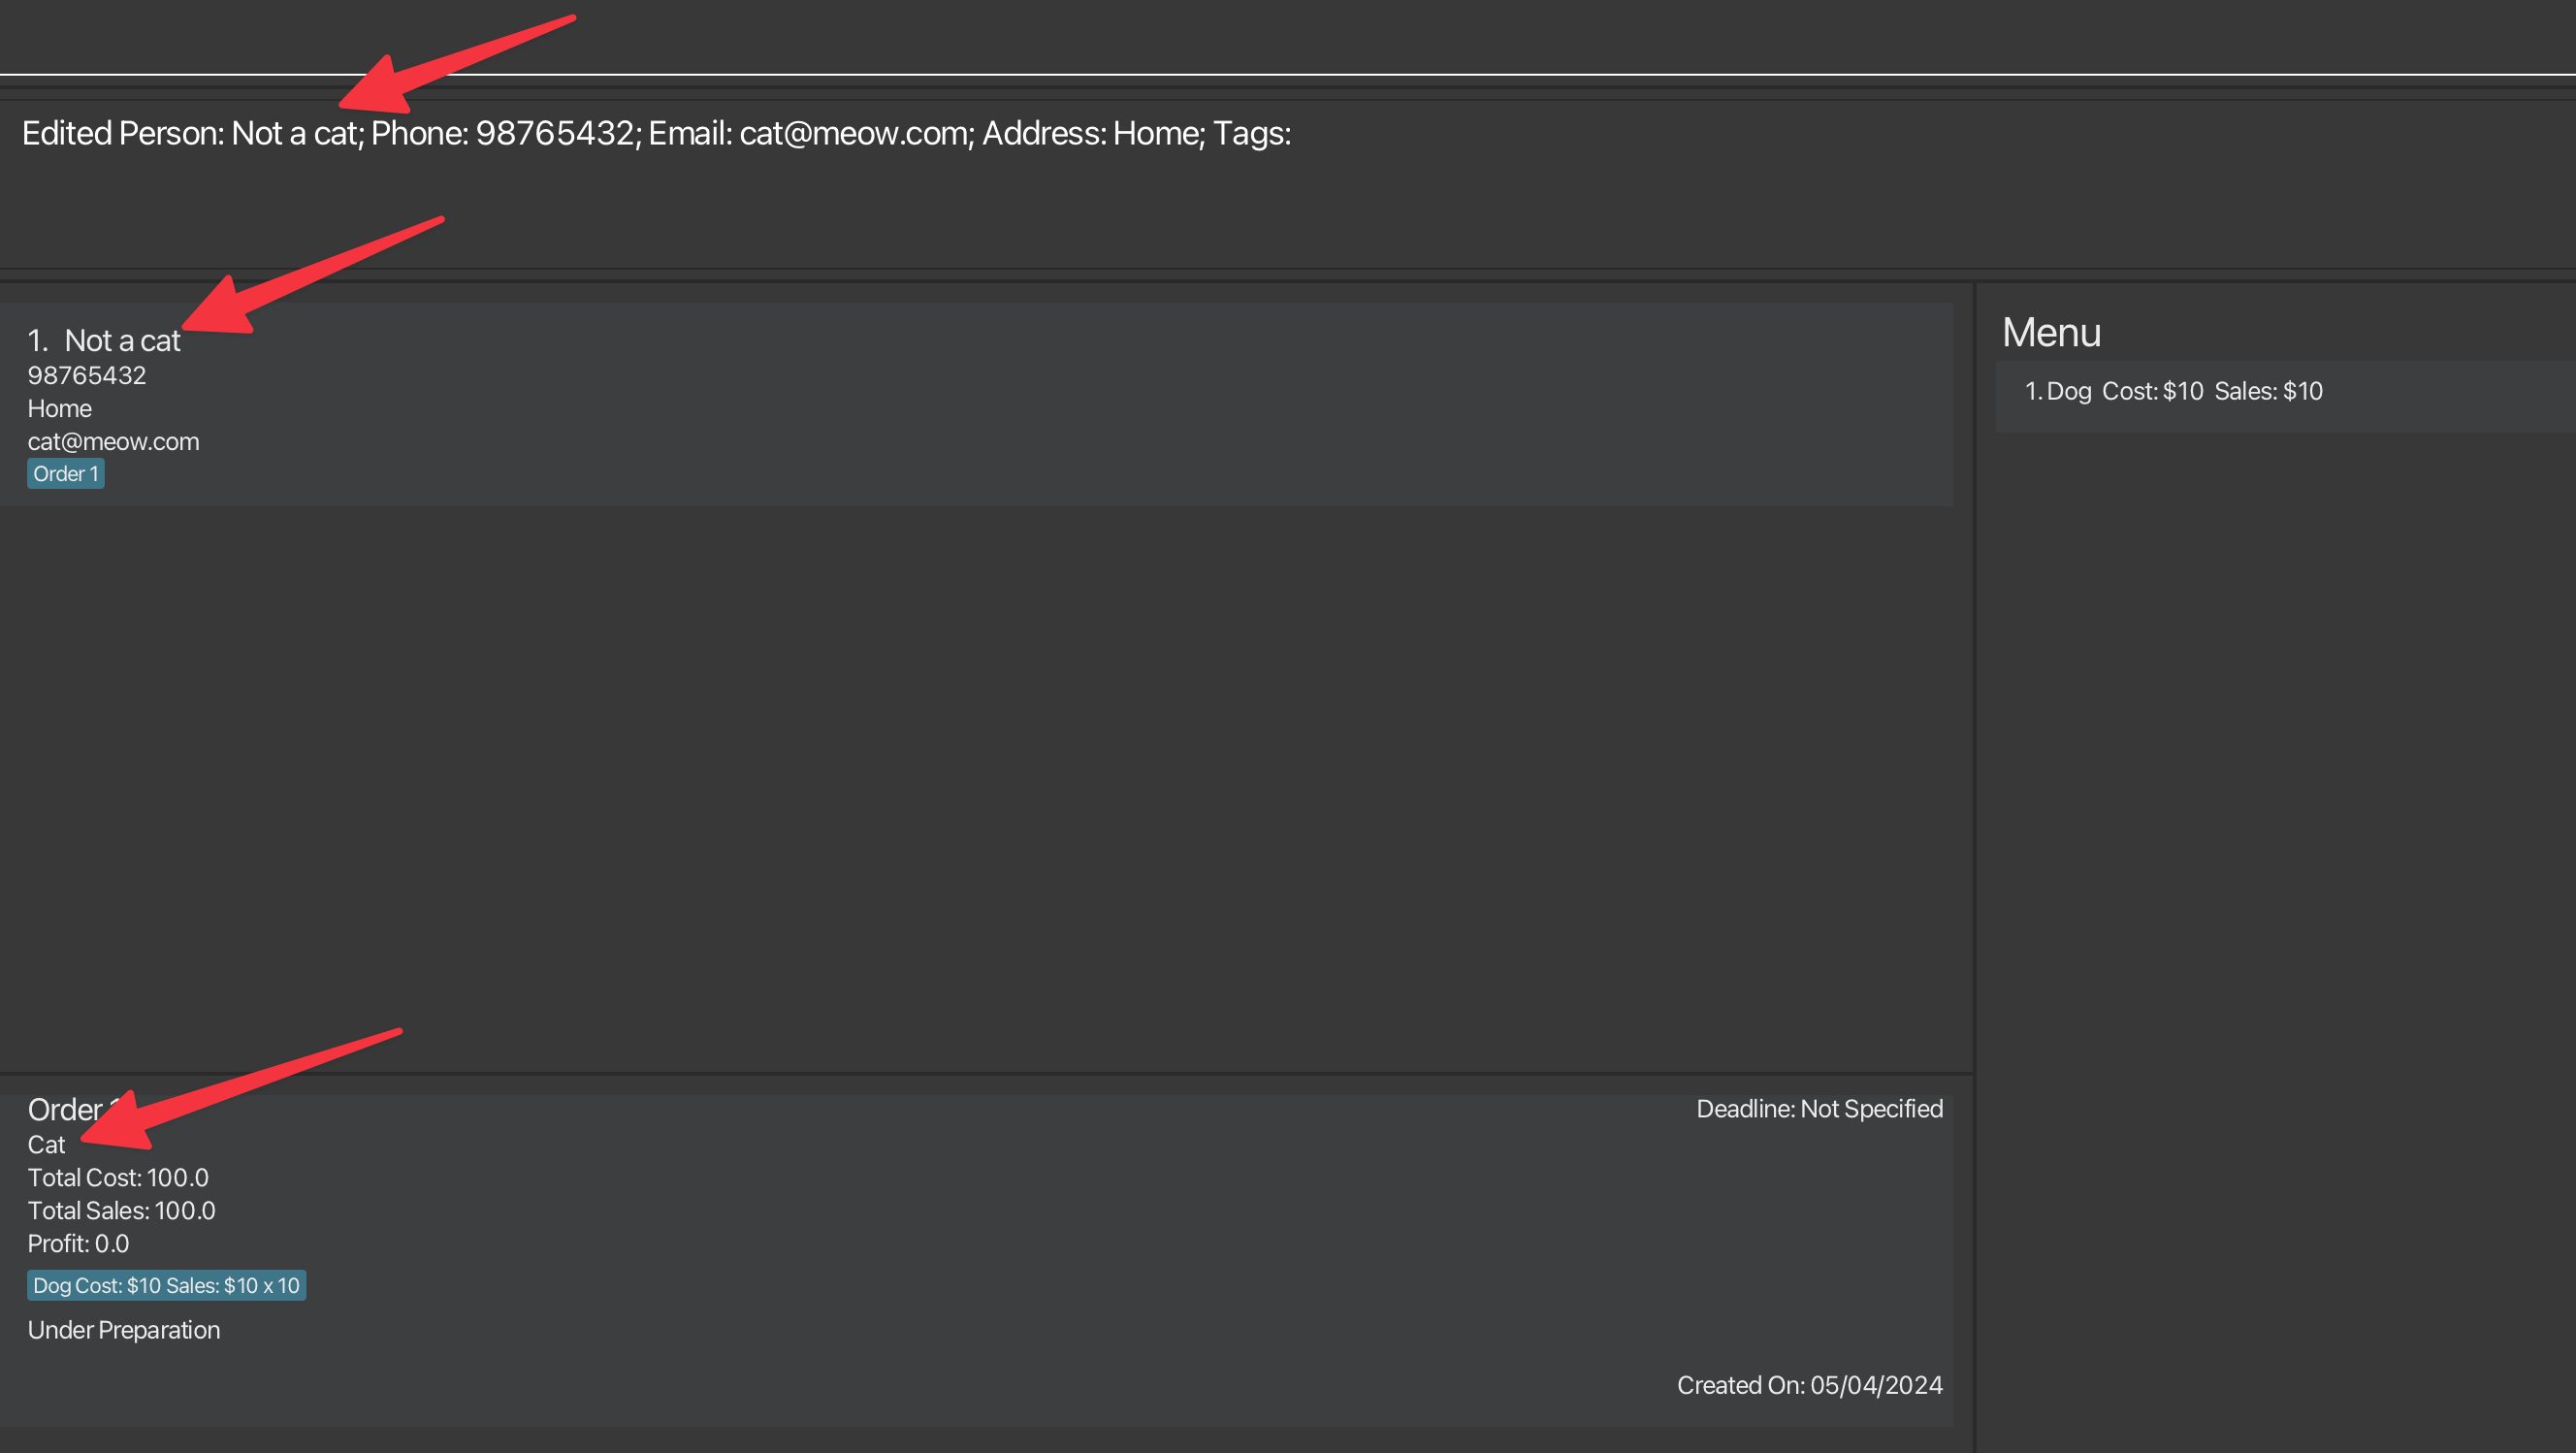 Edited Person: Not a cat; Phone: 98765432; Email: cat@meow.com; Address: Home; Tags:
1. Not a cat
98765432
Home
cat@meow.com
Order 1
Menu
1. Dog Cost: $10 Sales: $10
Order 1
Deadline: Not Specified
Cat
Total Cost: 100.0
Total Sales: 100.0
Profit: 0.0
Dog Cost: $10 Sales: $10 x 10
Under Preparation
Created On: 05/04/2024